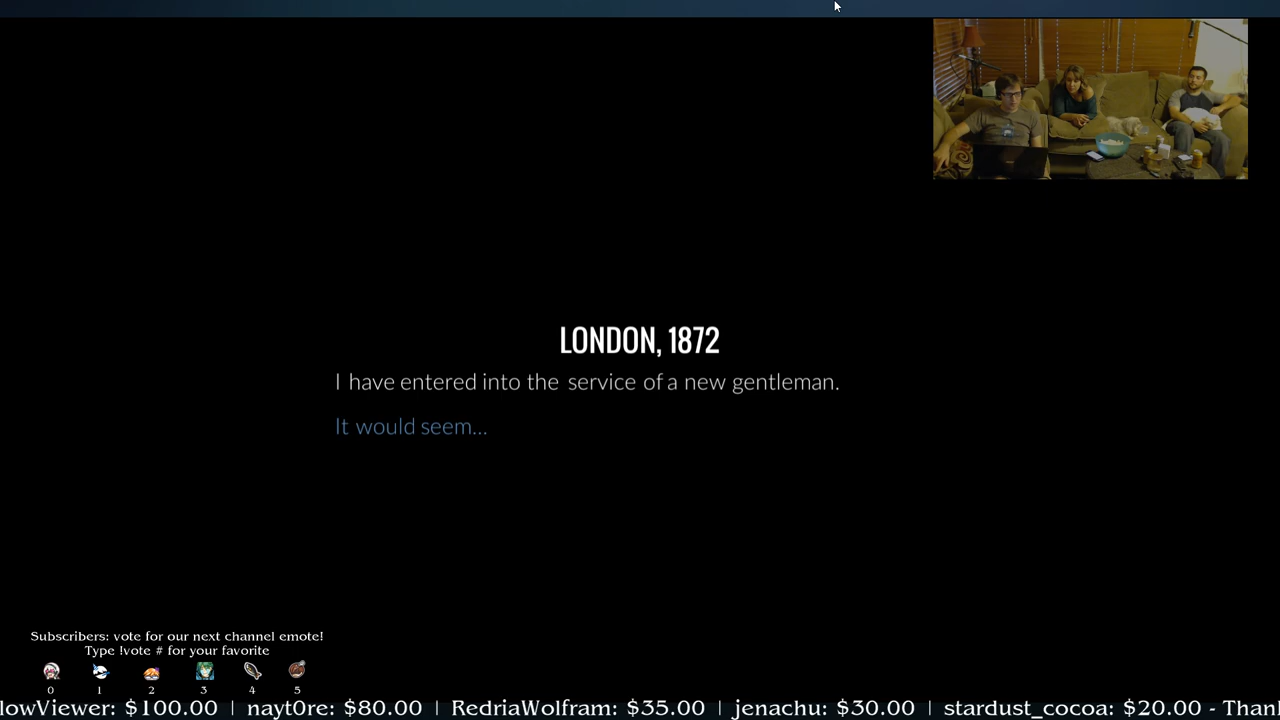 LONDON, 1872
I have entered into the service of a new gentleman.
It would seem...
Subscribers: vote for our next channel emote!
Type !vote # for your favorite
0 1 2 3 4 5
lowViewer: $100.00 | nayt0re: $80.00 | RedriaWolfram: $35.00 | jenachu: $30.00 | stardust_cocoa: $20.00 - Than